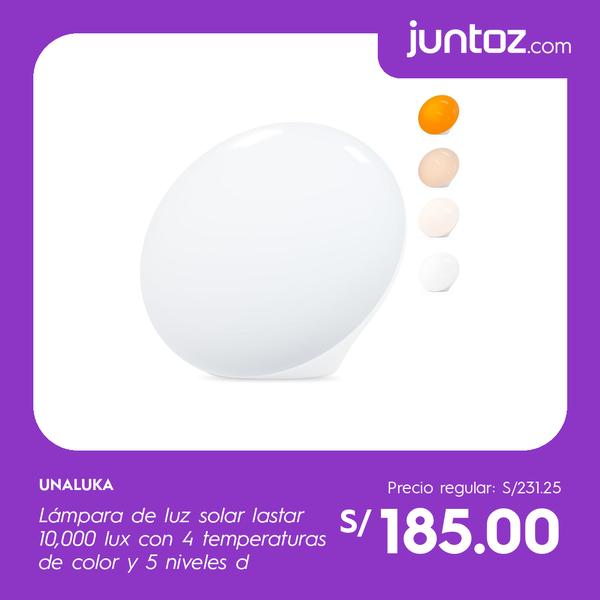 juntoz.com
UNALUKA
Lámpara de luz solar lastar
10,000 lux con 4 temperaturas
de color y 5 niveles d
Precio regular: S/231.25
S/185.00